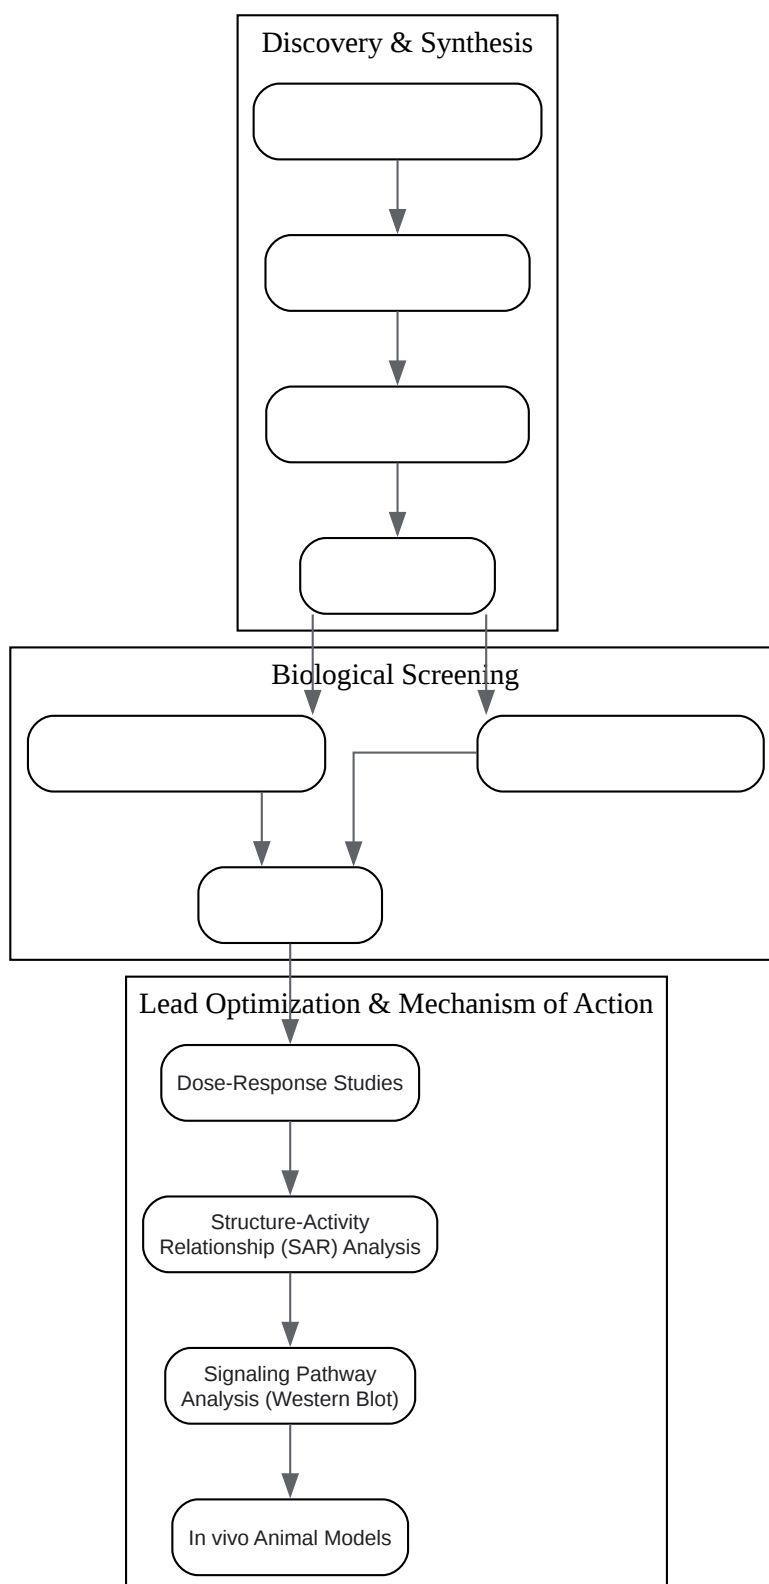 Discovery & Synthesis
Biological Screening
Lead Optimization & Mechanism of Action
Dose-Response Studies
Structure-Activity
Relationship (SAR) Analysis
Signaling Pathway
Analysis (Western Blot)
In vivo Animal Models